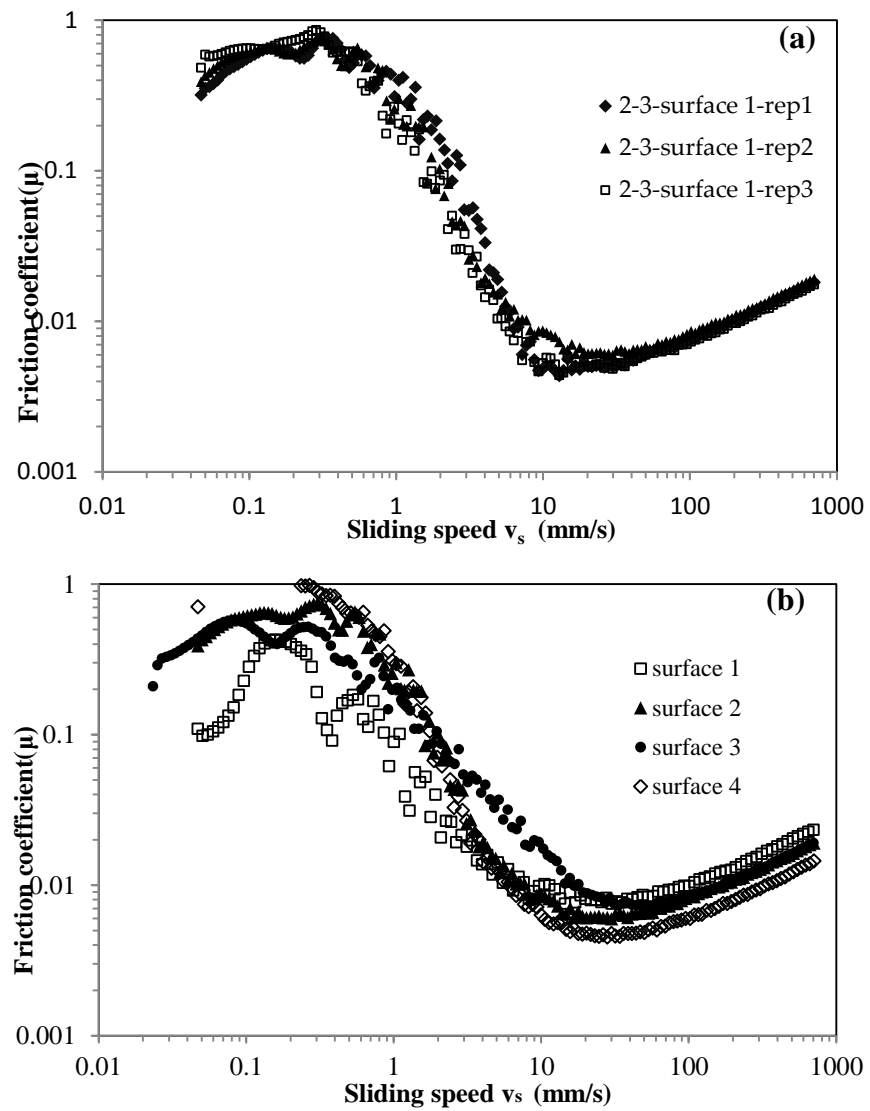 (a)
1
0.1
0.01
0.001
Friction coefficient(μ)
2-3-surface 1-rep1
2-3-surface 1-rep2
2-3-surface 1-rep3
0.01 0.1 1 10 100 1000
Sliding speed vₛ (mm/s)
(b)
1
0.1
0.01
0.001
Friction coefficient(μ)
surface 1
surface 2
surface 3
surface 4
0.01 0.1 1 10 100 1000
Sliding speed vₛ (mm/s)